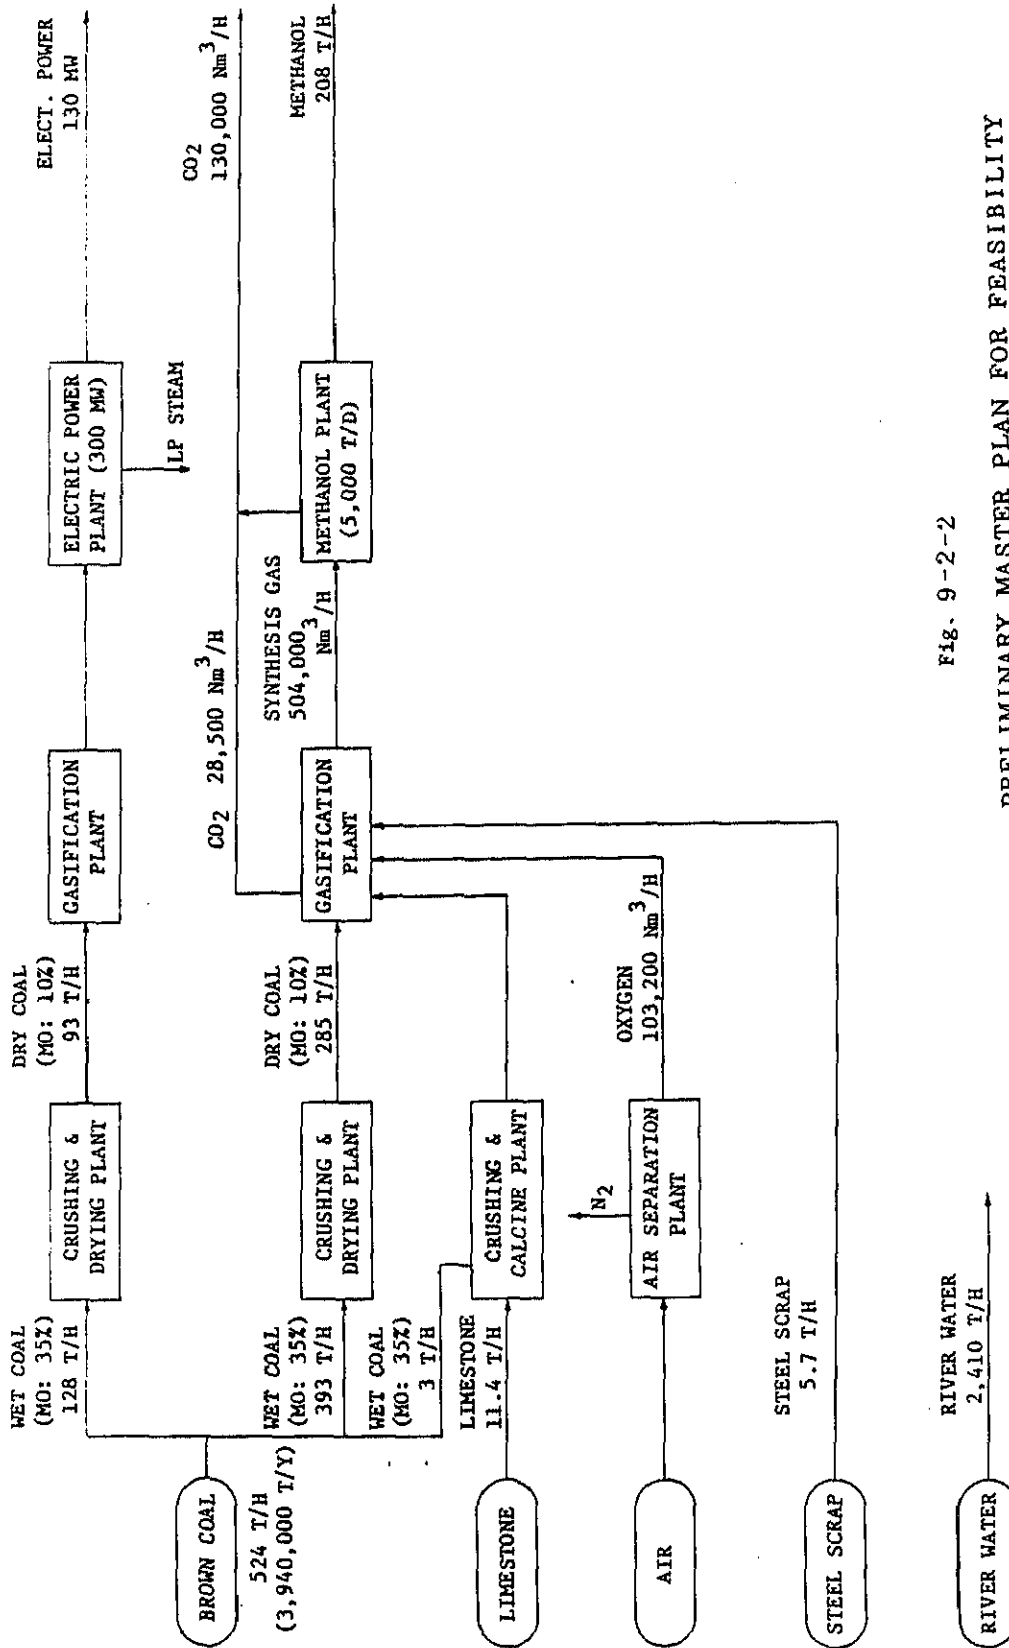 WET COAL
(MO: 35%)
128 T/H
CRUSHING &
DRYING PLANT
DRY COAL
(MO: 10%)
93 T/H
GASIFICATION
PLANT
ELECTRIC POWER
PLANT (300 MW)
LP STEAM
ELECT. POWER
130 MW
BROWN COAL
524 T/H
(3,940,000 T/Y)
WET COAL
(MO: 35%)
393 T/H
CRUSHING &
DRYING PLANT
DRY COAL
(MO: 10%)
285 T/H
GASIFICATION
PLANT
CO2 28,500 Nm3/H
SYNTHESIS GAS
504,000
Nm3/H
METHANOL PLANT
(5,000 T/D)
CO2
130,000 Nm3/H
METHANOL
208 T/H
WET COAL
(MO: 35%)
3 T/H
LIMESTONE
LIMESTONE
11.4 T/H
CRUSHING &
CALCINE PLANT
AIR
N2
AIR SEPARATION
PLANT
OXYGEN
103,200 Nm3/H
STEEL SCRAP
STEEL SCRAP
5.7 T/H
RIVER WATER
RIVER WATER
2,410 T/H
Fig. 9-2-2
PRELIMINARY MASTER PLAN FOR FEASIBILITY